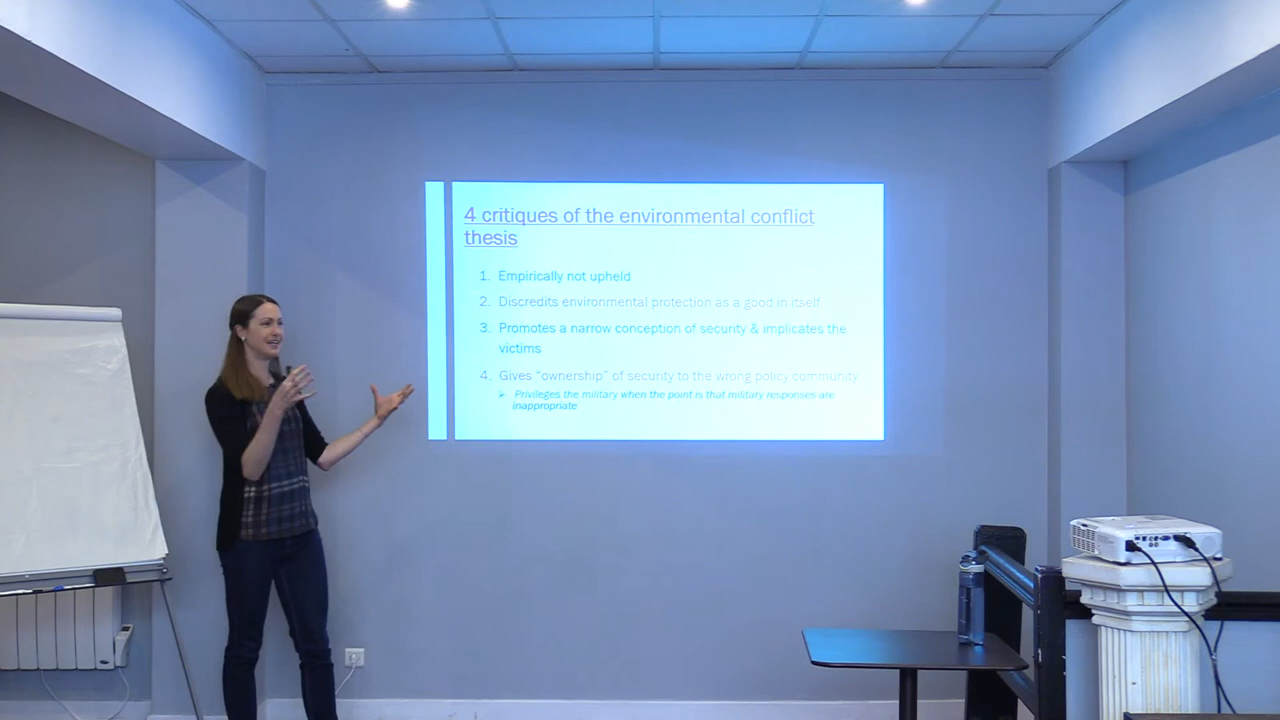 4 critiques of the environmental conflict
thesis
1. Empirically not upheld
2. Discredits environmental protection as a good in itself
3. Promotes a narrow conception of security & implicates the
victims
4. Gives “ownership” of security to the wrong policy community
➢ Privileges the military when the point is that military responses are
inappropriate